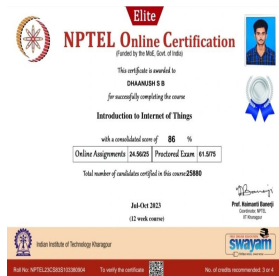 Elite
NPTEL Online Certification
(Funded by the MoE, Govt. of India)
This certificate is awarded to
DHAANUSH S B
for successfully completing the course
Introduction to Internet of Things
with a consolidated score of 86 %
Online Assignments 24.56/25 Proctored Exam 61.5/75
Total number of candidates certified in this course: 25880
Prof. Haimanti Banerji
Coordinator, NPTEL
IIT Kharagpur
Jul-Oct 2023
(12 week course)
Indian Institute of Technology Kharagpur
swayam
Roll No: NPTEL23CS83S103380904 To verify the certificate No. of credits recommended: 3 or 4